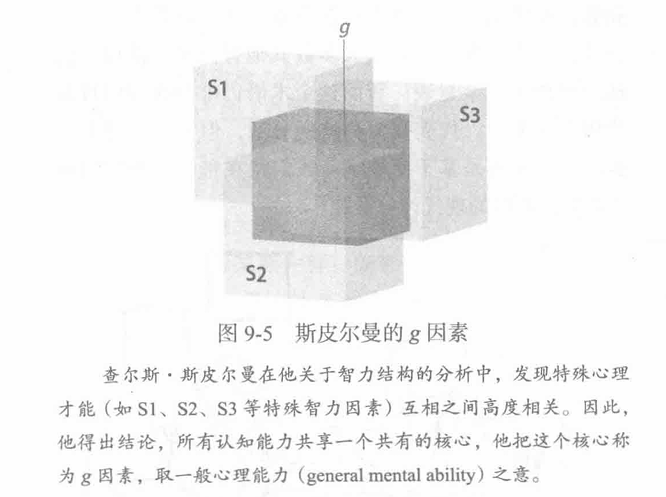 g
S1
S3
S2
图 9-5 斯皮尔曼的 g 因素
查尔斯·斯皮尔曼在他关于智力结构的分析中，发现特殊心理
才能（如 S1、S2、S3 等特殊智力因素）互相之间高度相关。因此，
他得出结论，所有认知能力共享一个共有的核心，他把这个核心称
为 g 因素，取一般心理能力（general mental ability）之意。